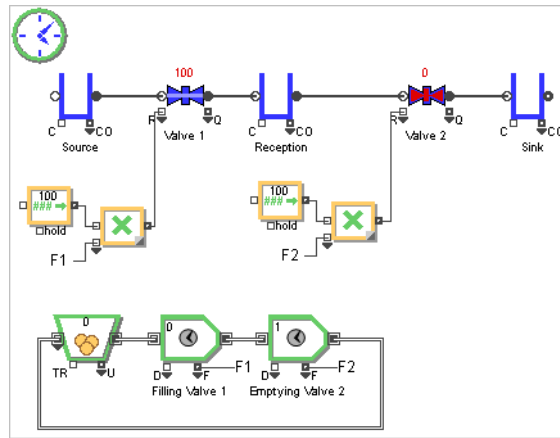 100 0
R Q R Q
C CO Valve 1 C CO Valve 2 C CO
Source Reception Sink
100 100
### ###
hold hold
F1 F2
0 0 1
TR U D F F1 D F F2
Filling Valve 1 Emptying Valve 2